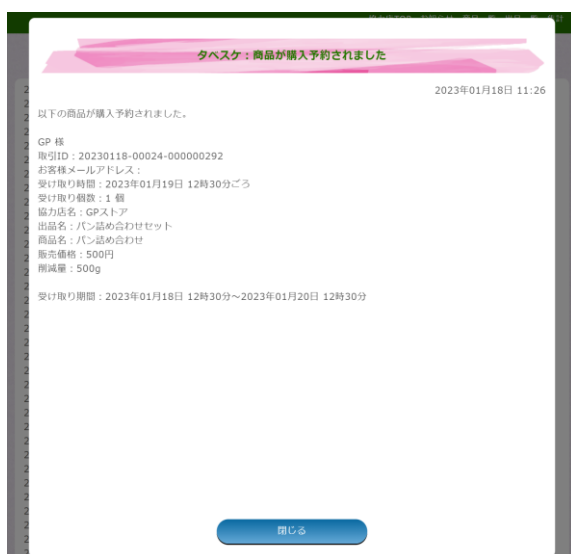 タベスケ：商品が購入予約されました
2023年01月18日 11:26
以下の商品が購入予約されました。
GP 様
取引ID：20230118-00024-000000292
お客様メールアドレス：
受け取り時間：2023年01月19日 12時30分ごろ
受け取り個数：1 個
協力店名：GPストア
出品名：パン詰め合わせセット
商品名：パン詰め合わせ
販売価格：500円
削減量：500g
受け取り期間：2023年01月18日 12時30分～2023年01月20日 12時30分
閉じる